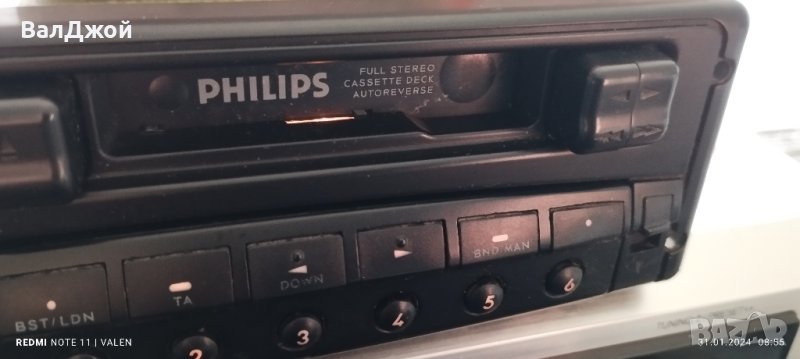 ВалДжой
PHILIPS
FULL STEREO
CASSETTE DECK
AUTOREVERSE
BST/LDN
TA
DOWN
BND MAN
2
3
4
5
6
REDMI NOTE 11 | VALEN
BAZAR
31.01.2024 08:55